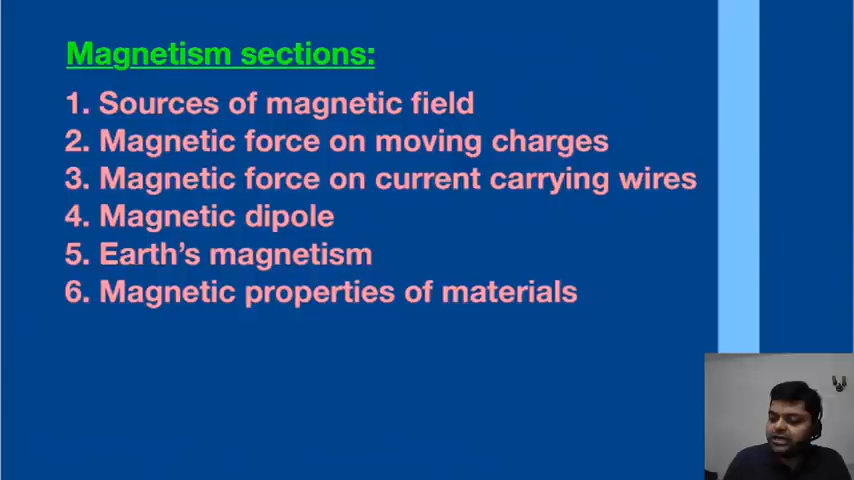 Magnetism sections:
1. Sources of magnetic field
2. Magnetic force on moving charges
3. Magnetic force on current carrying wires
4. Magnetic dipole
5. Earth’s magnetism
6. Magnetic properties of materials